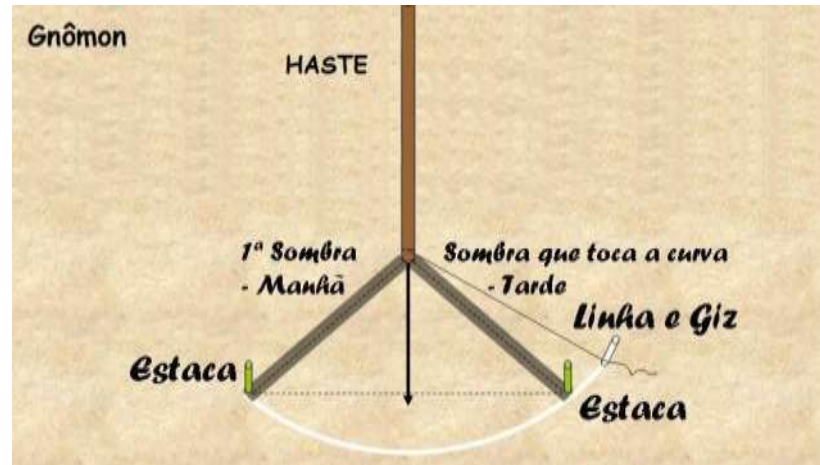 Gnômon
HASTE
1ª Sombra
- Manhã
Sombra que toca a curva
- Tarde
Linha e Giz
Estaca
Estaca